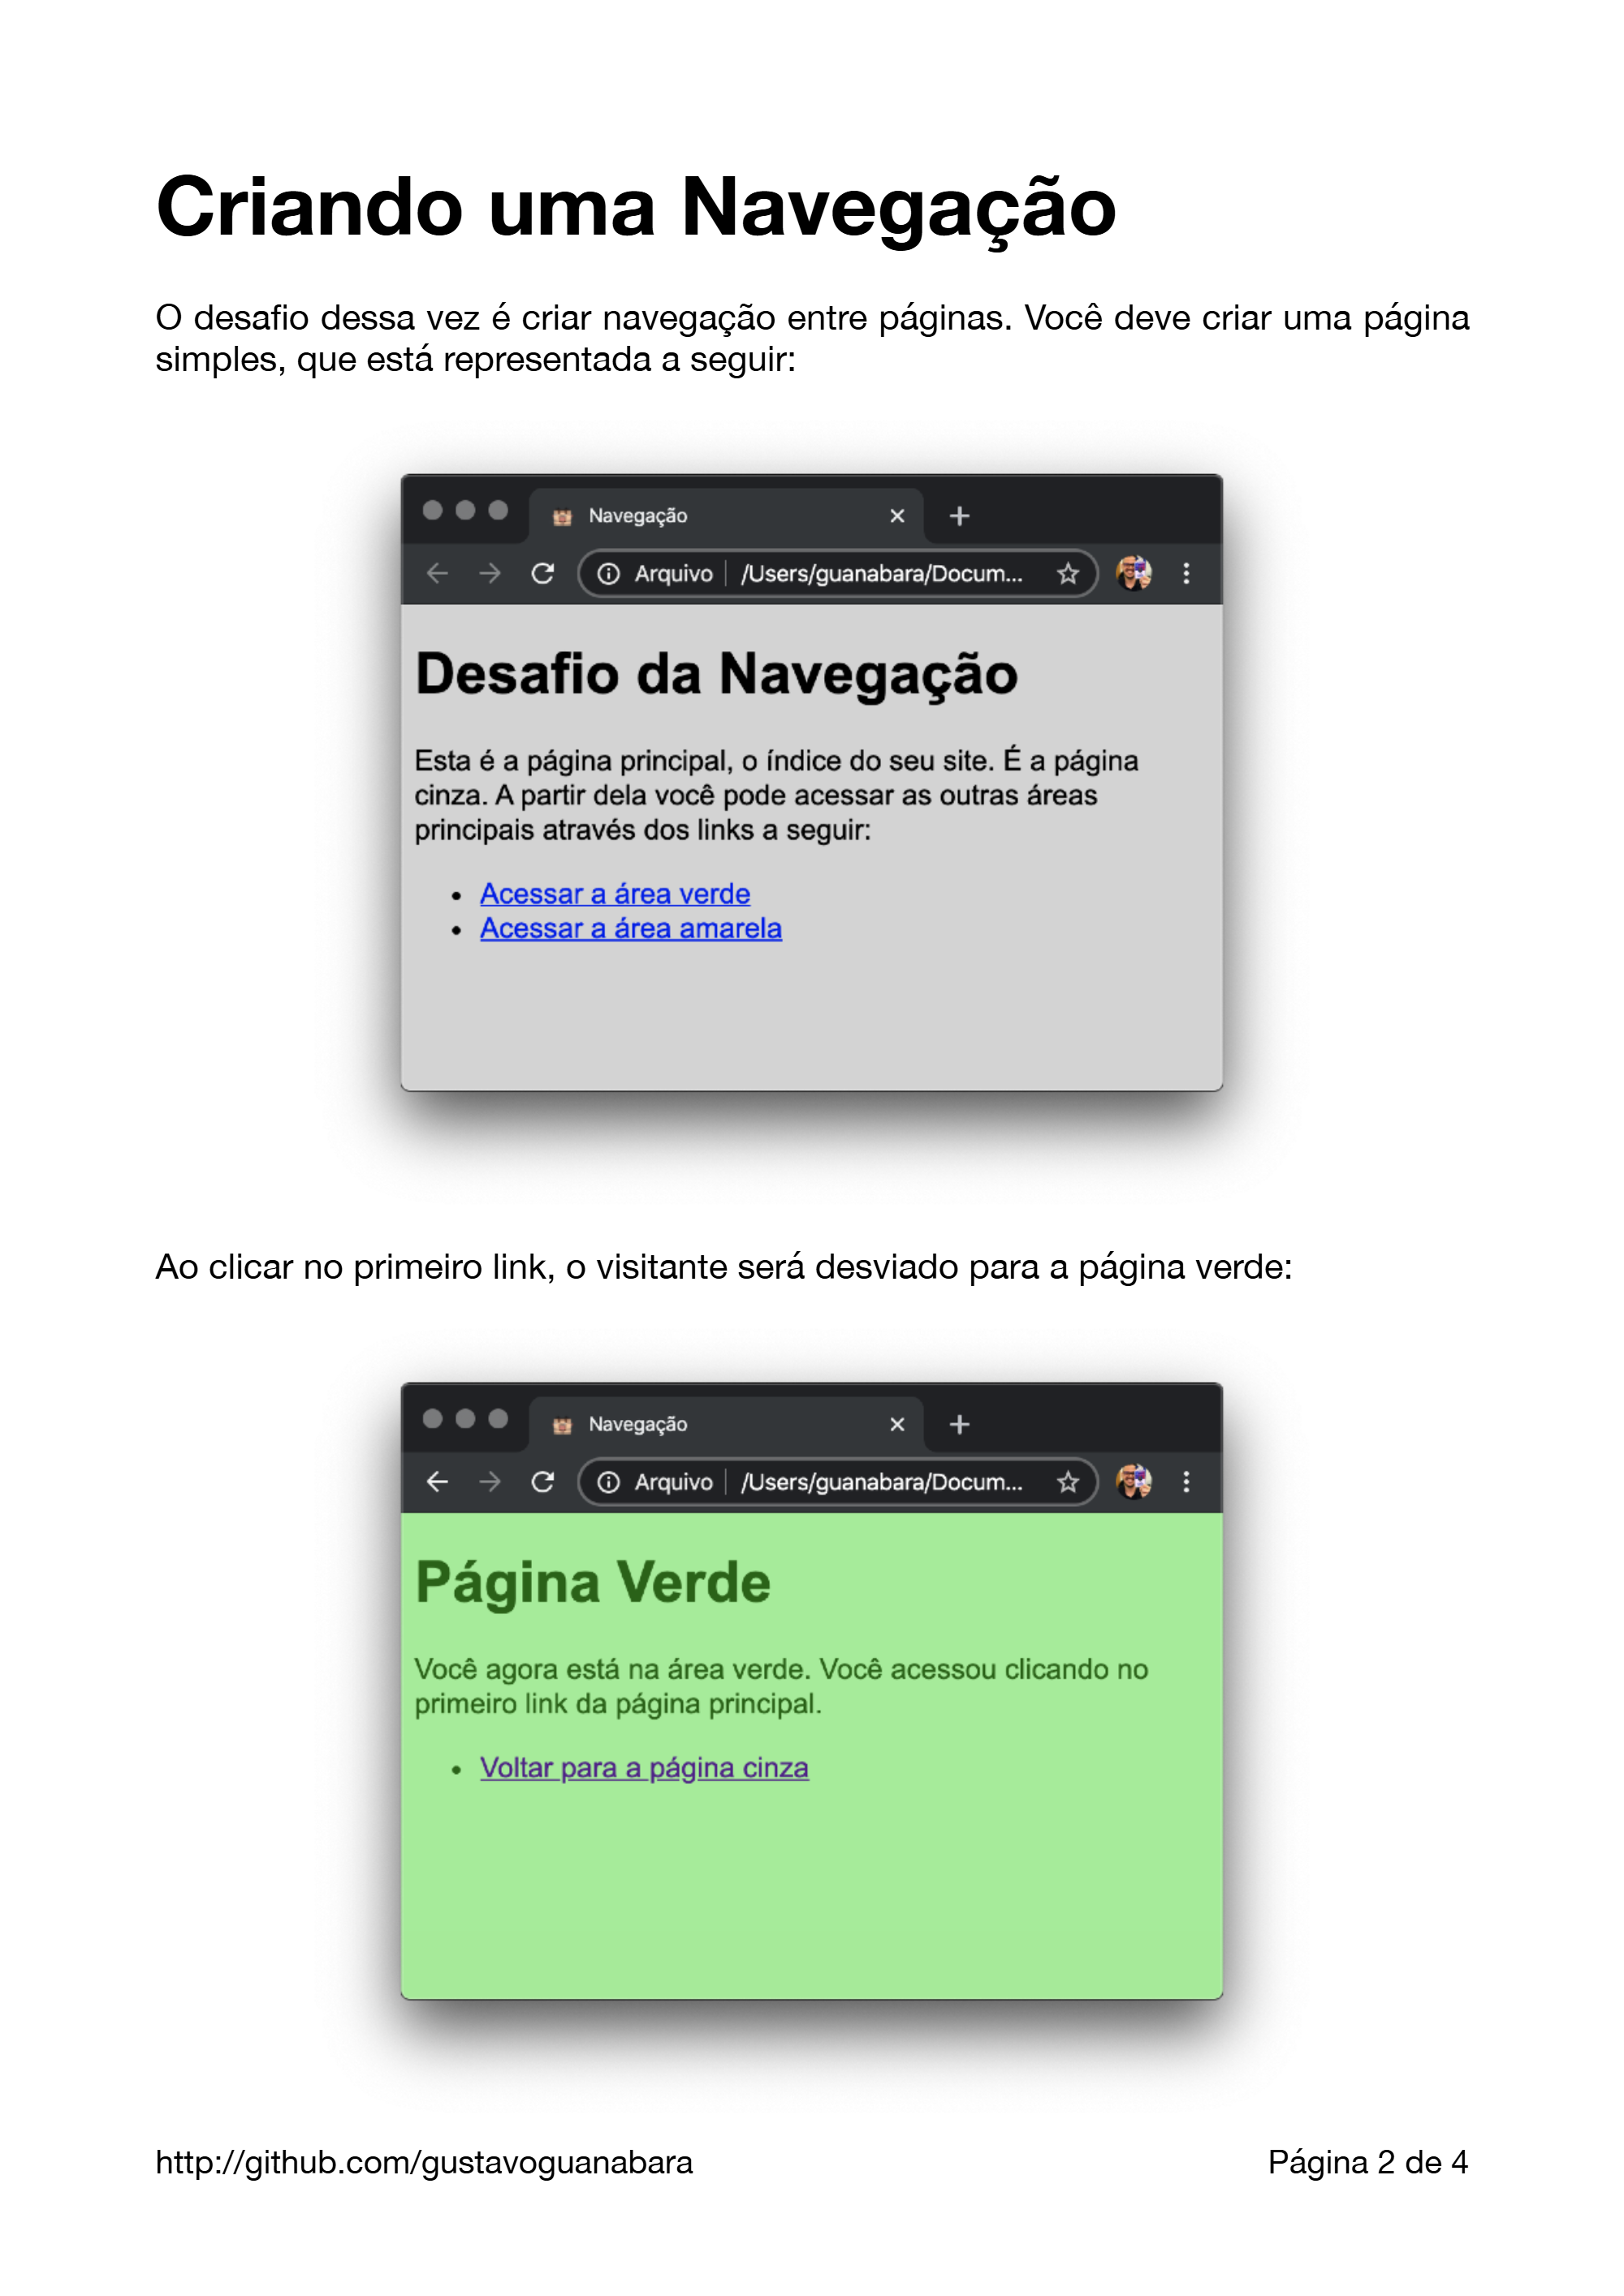 Criando uma Navegação
O desafio dessa vez é criar navegação entre páginas. Você deve criar uma página
simples, que está representada a seguir:
Navegação
Arquivo /Users/guanabara/Docum...
Desafio da Navegação
Esta é a página principal, o índice do seu site. É a página
cinza. A partir dela você pode acessar as outras áreas
principais através dos links a seguir:
• Acessar a área verde
• Acessar a área amarela
Ao clicar no primeiro link, o visitante será desviado para a página verde:
Navegação
Arquivo /Users/guanabara/Docum...
Página Verde
Você agora está na área verde. Você acessou clicando no
primeiro link da página principal.
• Voltar para a página cinza
http://github.com/gustavoguanabara Página 2 de 4